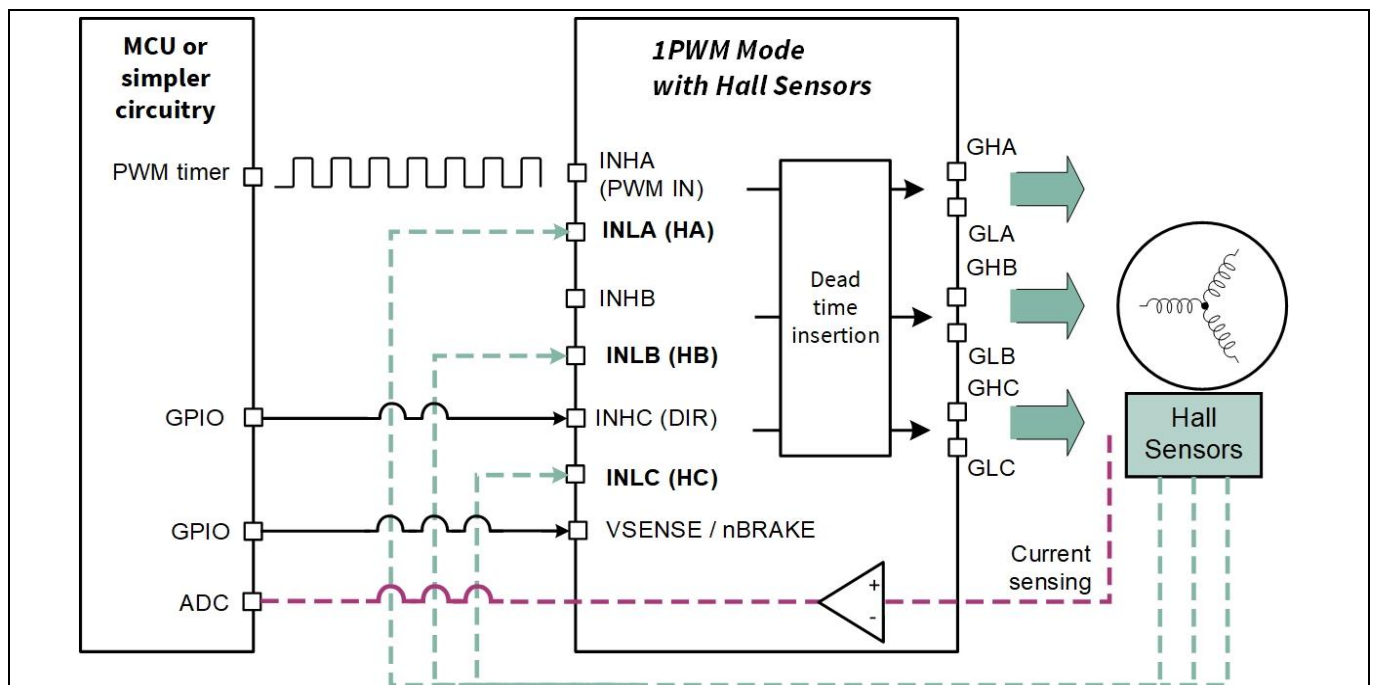 MCU or
simpler
circuitry
PWM timer
GPIO
GPIO
ADC
1PWM Mode
with Hall Sensors
INHA
(PWM IN)
INLA (HA)
INHB
INLB (HB)
INHC (DIR)
INLC (HC)
VSENSE / nBRAKE
Dead
time
insertion
+
-
GHA
GLA
GHB
GLB
GHC
GLC
Current
sensing
Hall
Sensors